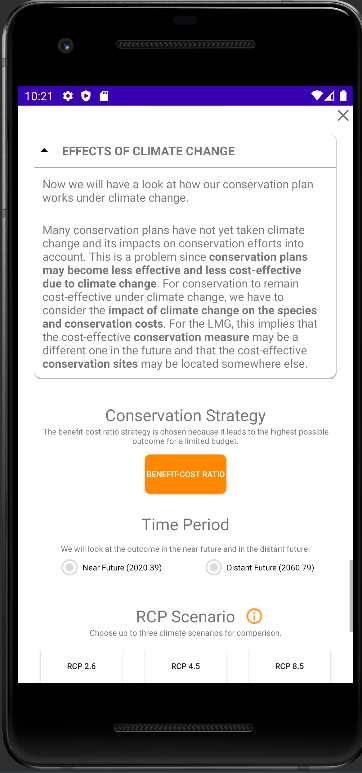 10:21
EFFECTS OF CLIMATE CHANGE
Now we will have a look at how our conservation plan
works under climate change.
Many conservation plans have not yet taken climate
change and its impacts on conservation efforts into
account. This is a problem since conservation plans
may become less effective and less cost-effective
due to climate change. For conservation to remain
cost-effective under climate change, we have to
consider the impact of climate change on the species
and conservation costs. For the LMG, this implies that
the cost-effective conservation measure may be a
different one in the future and that the cost-effective
conservation sites may be located somewhere else.
Conservation Strategy
The benefit-cost ratio strategy is chosen because it leads to the highest possible
outcome for a limited budget.
BENEFIT-COST RATIO
Time Period
We will look at the outcome in the near future and in the distant future.
Near Future (2020-39) Distant Future (2060-79)
RCP Scenario
Choose up to three climate scenarios for comparison.
RCP 2.6 RCP 4.5 RCP 8.5